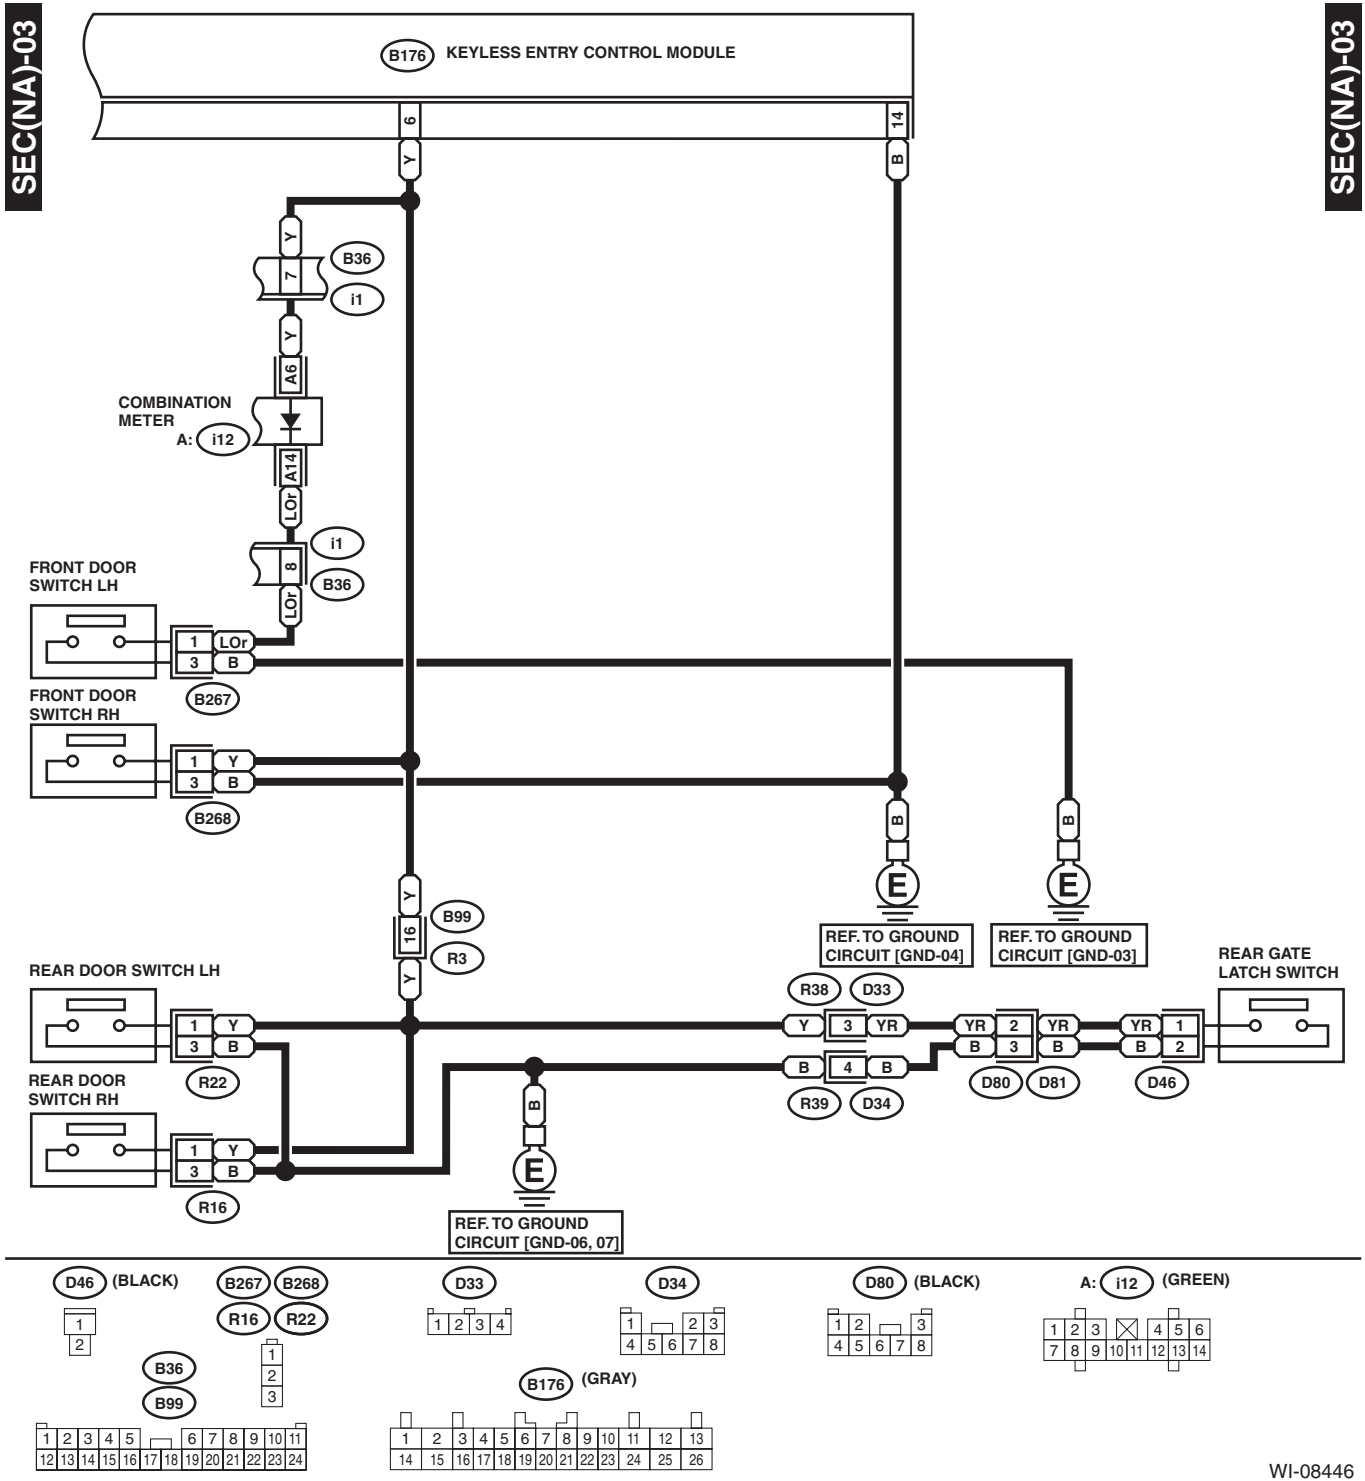 SEC(NA)-03
SEC(NA)-03
B176 KEYLESS ENTRY CONTROL MODULE
6
14
Y
B
Y
7
B36
i1
Y
A6
COMBINATION
METER
A: i12
A14
LOr
i1
8
B36
LOr
FRONT DOOR
SWITCH LH
1 LOr
3 B
B267
FRONT DOOR
SWITCH RH
1 Y
3 B
B268
B
B
E
E
REF. TO GROUND
CIRCUIT [GND-04]
REF. TO GROUND
CIRCUIT [GND-03]
Y
16
B99
R3
Y
REAR DOOR SWITCH LH
1 Y
3 B
R22
REAR DOOR
SWITCH RH
1 Y
3 B
R16
B
E
REF. TO GROUND
CIRCUIT [GND-06, 07]
R38 D33
Y 3 YR
B 4 B
R39 D34
YR 2 YR
B 3 B
D80 D81
REAR GATE
LATCH SWITCH
YR 1
B 2
D46
D46 (BLACK)
1
2
B267 B268
R16 R22
1
2
3
D33
1 2 3 4
D34
1 2 3
4 5 6 7 8
D80 (BLACK)
1 2 3
4 5 6 7 8
A: i12 (GREEN)
1 2 3 4 5 6
7 8 9 10 11 12 13 14
B36
B99
1 2 3 4 5 6 7 8 9 10 11
12 13 14 15 16 17 18 19 20 21 22 23 24
B176 (GRAY)
1 2 3 4 5 6 7 8 9 10 11 12 13
14 15 16 17 18 19 20 21 22 23 24 25 26
WI-08446